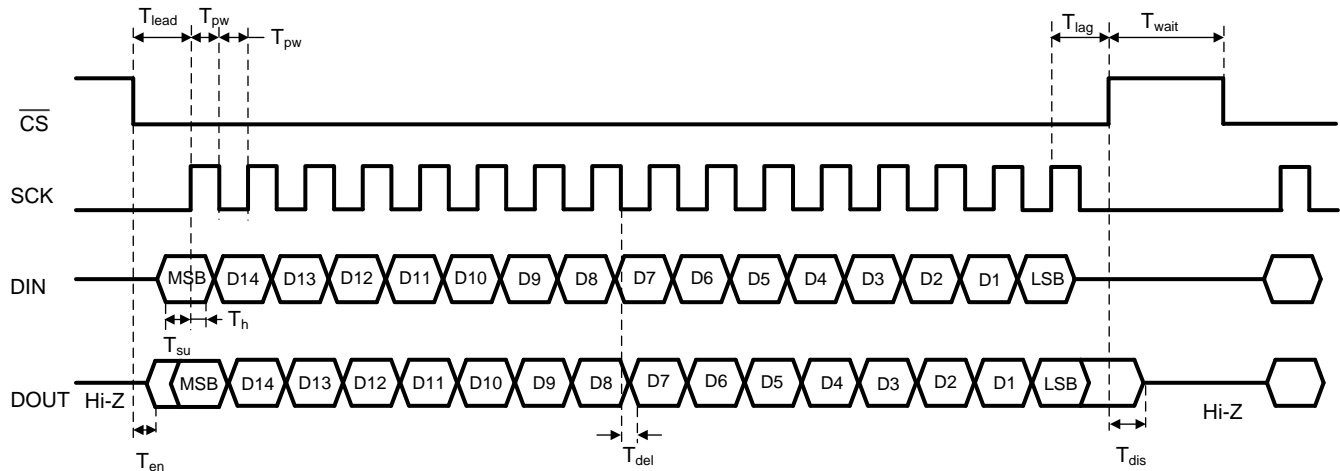 Tlead Tpw Tpw Tlag Twait
CS
SCK
DIN MSB D14 D13 D12 D11 D10 D9 D8 D7 D6 D5 D4 D3 D2 D1 LSB
Th
Tsu
DOUT Hi-Z MSB D14 D13 D12 D11 D10 D9 D8 D7 D6 D5 D4 D3 D2 D1 LSB Hi-Z
Ten Tdel Tdis